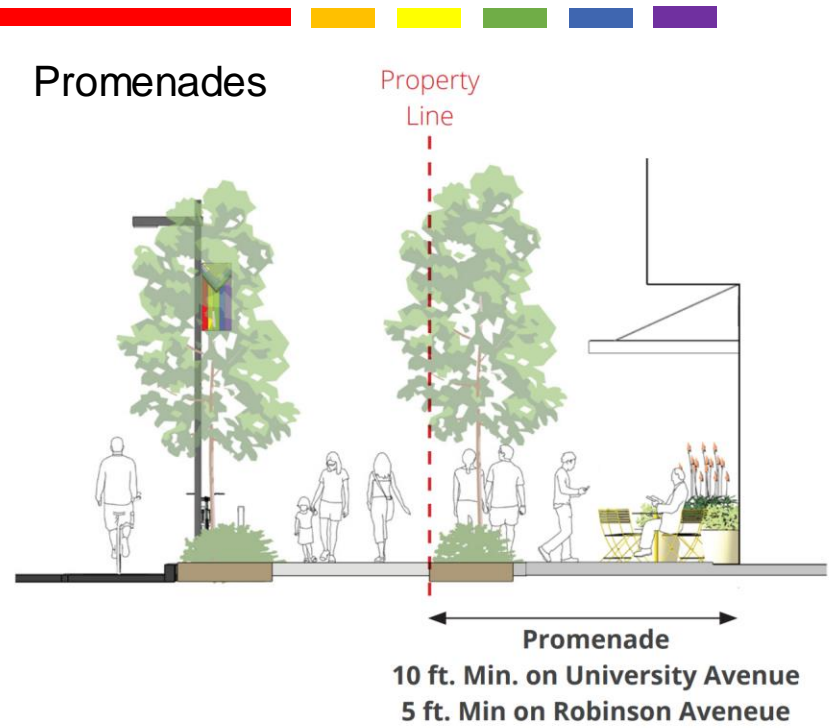 Promenades
Property
Line
Promenade
10 ft. Min. on University Avenue
5 ft. Min on Robinson Aveneue